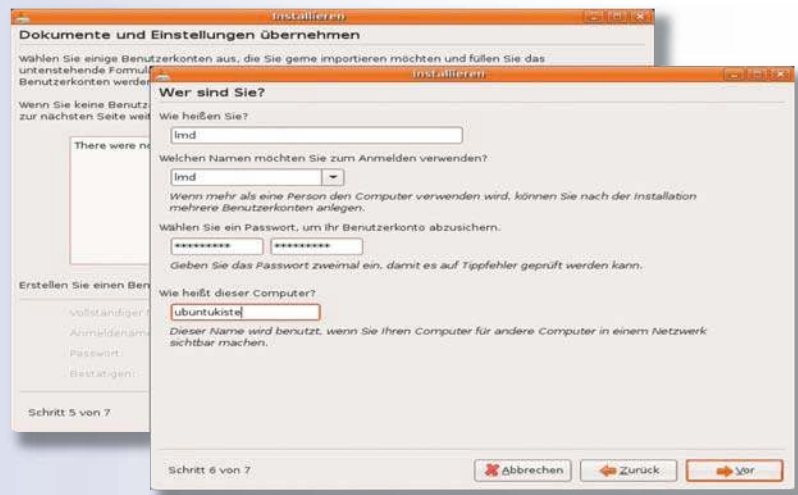 Installieren
Dokumente und Einstellungen übernehmen
Wählen Sie einige Benutzerkonten aus, die Sie gerne importieren möchten und füllen Sie das
untenstehende
Benutzerkonten werde
Wenn Sie keine Benutz
zur nächsten Seite weit
There were no
Erstellen Sie einen Ben
Vollständiger
Anmeldename
Passwort:
Bestätigen:
Schritt 5 von 7
Installieren
Wer sind Sie?
Wie heißen Sie?
lmd
Welchen Namen möchten Sie zum Anmelden verwenden?
lmd
Wenn mehr als eine Person den Computer verwenden wird, können Sie nach der Installation
mehrere Benutzerkonten anlegen.
Wählen Sie ein Passwort, um Ihr Benutzerkonto abzusichern.
********* *********
Geben Sie das Passwort zweimal ein, damit es auf Tippfehler geprüft werden kann.
Wie heißt dieser Computer?
ubuntukiste
Dieser Name wird benutzt, wenn Sie Ihren Computer für andere Computer in einem Netzwerk
sichtbar machen.
Schritt 6 von 7
Abbrechen
Zurück
Vor